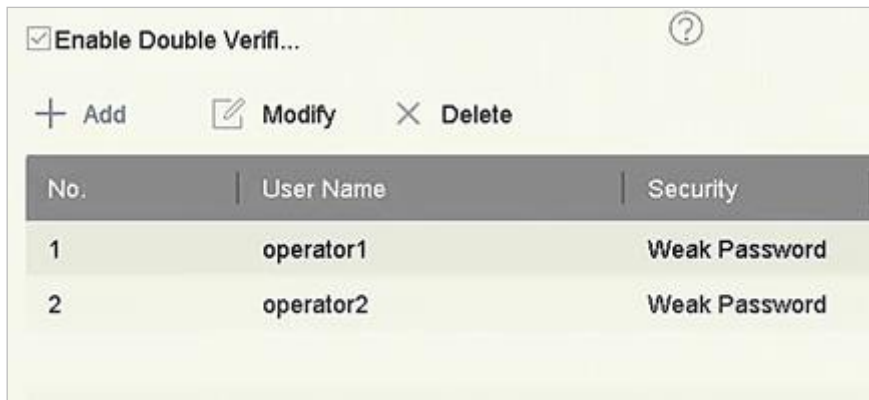 Enable Double Verifi...
?
Add Modify Delete
No. User Name Security
1 operator1 Weak Password
2 operator2 Weak Password